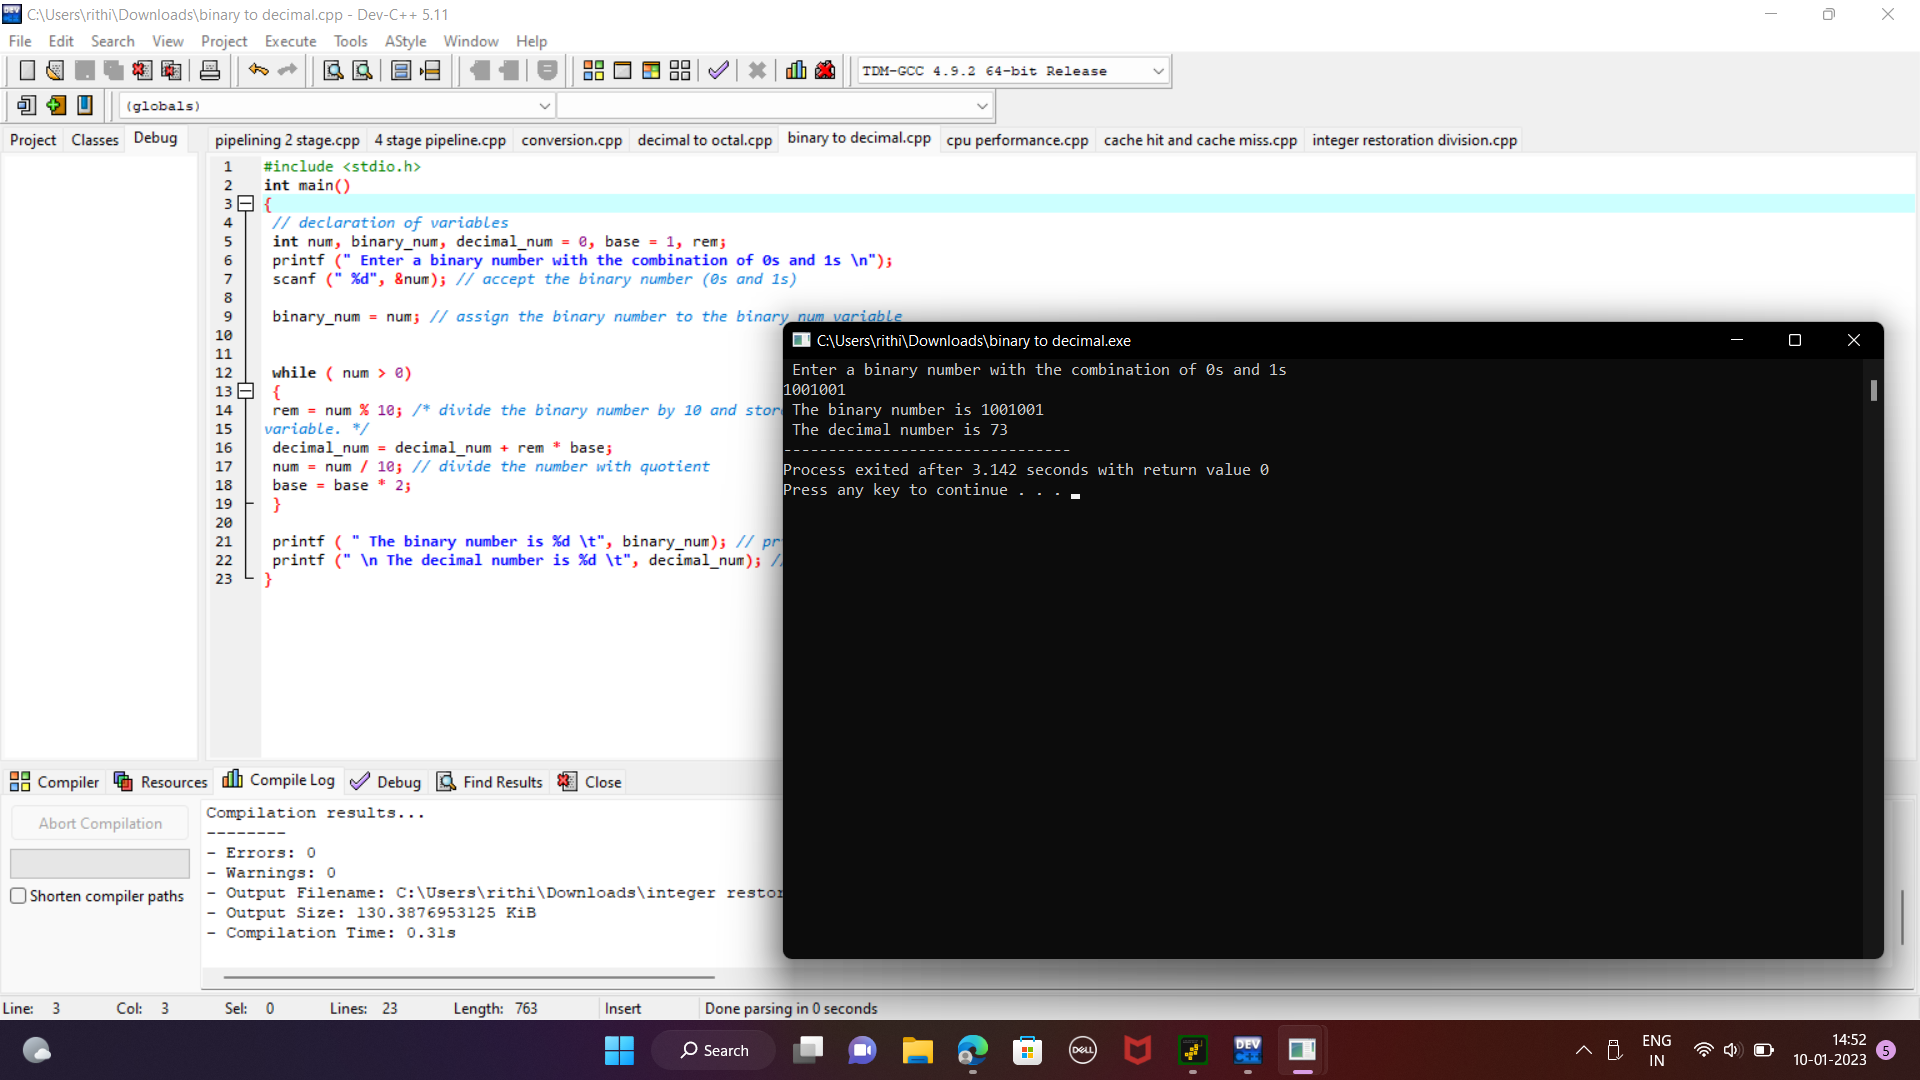 C:\Users\rithi\Downloads\binary to decimal.cpp - Dev-C++ 5.11
File Edit Search View Project Execute Tools AStyle Window Help
TDM-GCC 4.9.2 64-bit Release
(globals)
Project Classes Debug
pipelining 2 stage.cpp 4 stage pipeline.cpp conversion.cpp decimal to octal.cpp binary to decimal.cpp cpu performance.cpp cache hit and cache miss.cpp integer restoration division.cpp
1 #include <stdio.h>
2 int main()
3 {
4 // declaration of variables
5 int num, binary_num, decimal_num = 0, base = 1, rem;
6 printf (" Enter a binary number with the combination of 0s and 1s \n");
7 scanf (" %d", &num); // accept the binary number (0s and 1s)
8
9 binary_num = num; // assign the binary number to the binary_num variable
10
11
12 while ( num > 0)
13 {
14 rem = num % 10; /* divide the binary number by 10 and stor
15 variable. */
16 decimal_num = decimal_num + rem * base;
17 num = num / 10; // divide the number with quotient
18 base = base * 2;
19 }
20
21 printf ( " The binary number is %d \t", binary_num); // pr
22 printf (" \n The decimal number is %d \t", decimal_num); //
23 }
C:\Users\rithi\Downloads\binary to decimal.exe
Enter a binary number with the combination of 0s and 1s
1001001
The binary number is 1001001
The decimal number is 73
--------------------------------
Process exited after 3.142 seconds with return value 0
Press any key to continue . . .
Compiler Resources Compile Log Debug Find Results Close
Abort Compilation
Shorten compiler paths
Compilation results...
--------
- Errors: 0
- Warnings: 0
- Output Filename: C:\Users\rithi\Downloads\integer restor
- Output Size: 130.3876953125 KiB
- Compilation Time: 0.31s
Line: 3 Col: 3 Sel: 0 Lines: 23 Length: 763 Insert Done parsing in 0 seconds
Search
DELL
DEV C++
ENG
IN
14:52
10-01-2023
5